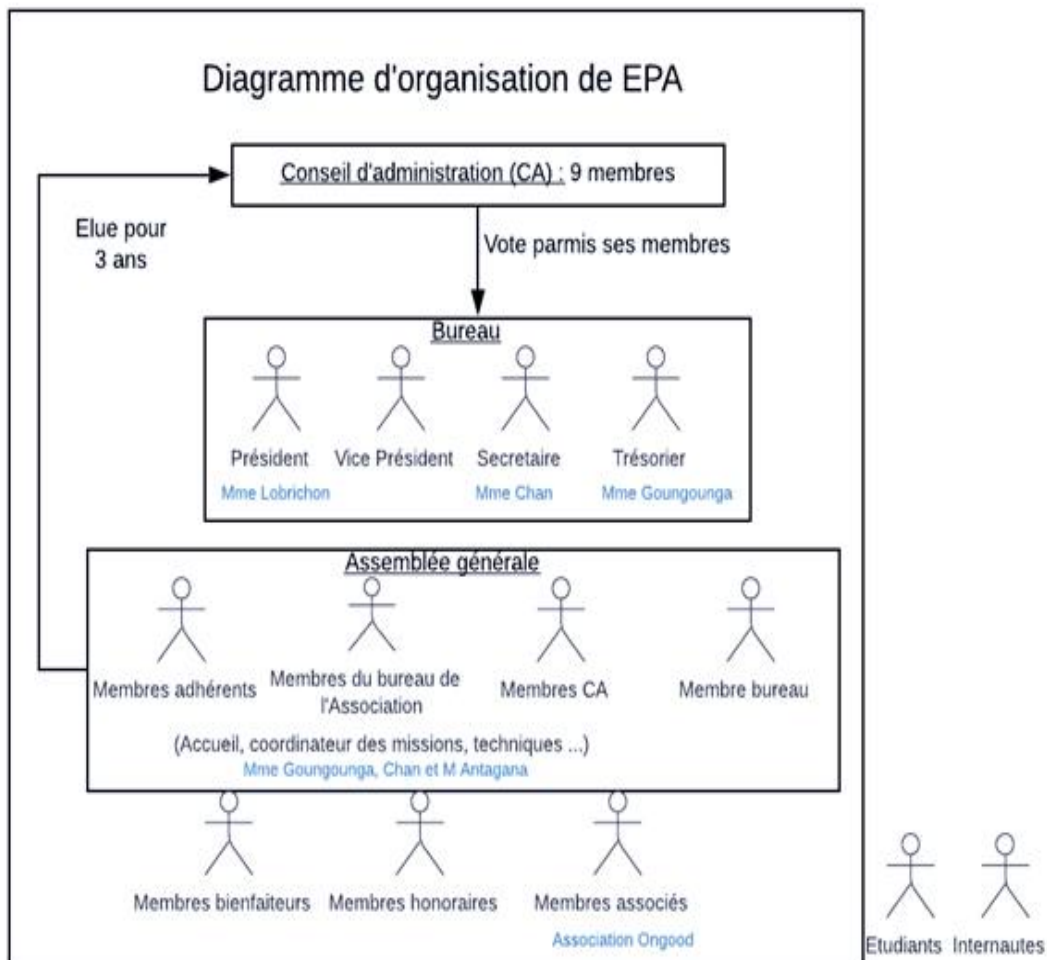 Diagramme d'organisation de EPA
Conseil d'administration (CA) : 9 membres
Elue pour
3 ans
Vote parmis ses membres
Bureau
Président
Vice Président
Secretaire
Trésorier
Mme Lobrichon
Mme Chan
Mme Goungounga
Assemblée générale
Membres adhérents
Membres du bureau de
l'Association
Membres CA
Membre bureau
(Accueil, coordinateur des missions, techniques ...)
Mme Goungounga, Chan et M Antagana
Membres bienfaiteurs
Membres honoraires
Membres associés
Association Ongood
Etudiants
Internautes